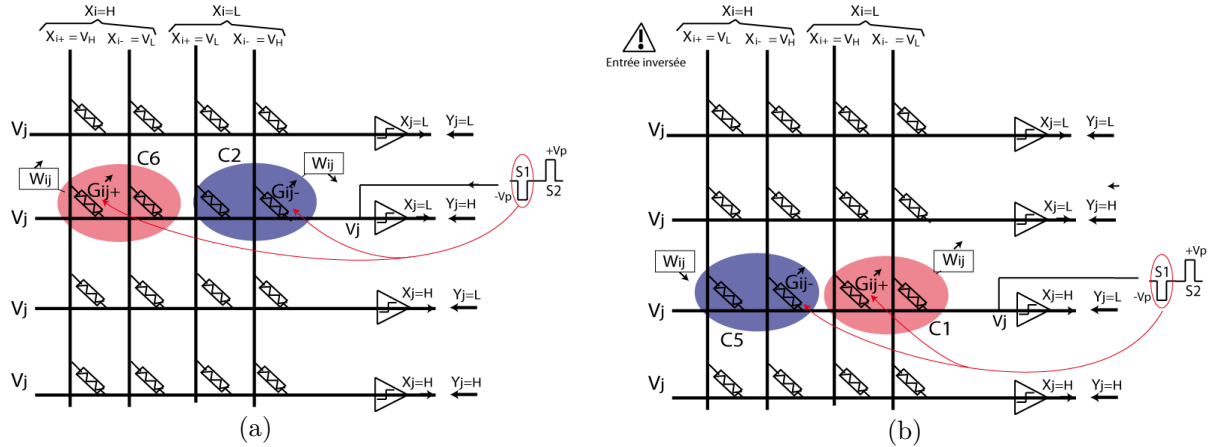 Xi=H Xi=L
Xi+ = VH Xi- = VL Xi+ = VL Xi- = VH
Vj Xj=L Yj=L
C6 C2
Wij Gij+ Gij- Wij
S1 +Vp
-Vp S2
Vj Vj Xj=L Yj=H
Vj Xj=H Yj=L
Vj Xj=H Yj=H
(a)
Xi=H Xi=L
Entrée inversée
Xi+ = VL Xi- = VH Xi+ = VH Xi- = VL
Vj Xj=L Yj=L
Vj Xj=L Yj=H
Wij Gij- Gij+ Wij
S1 +Vp
-Vp S2
Vj Vj Xj=H Yj=L
C5 C1
Vj Xj=H Yj=H
(b)